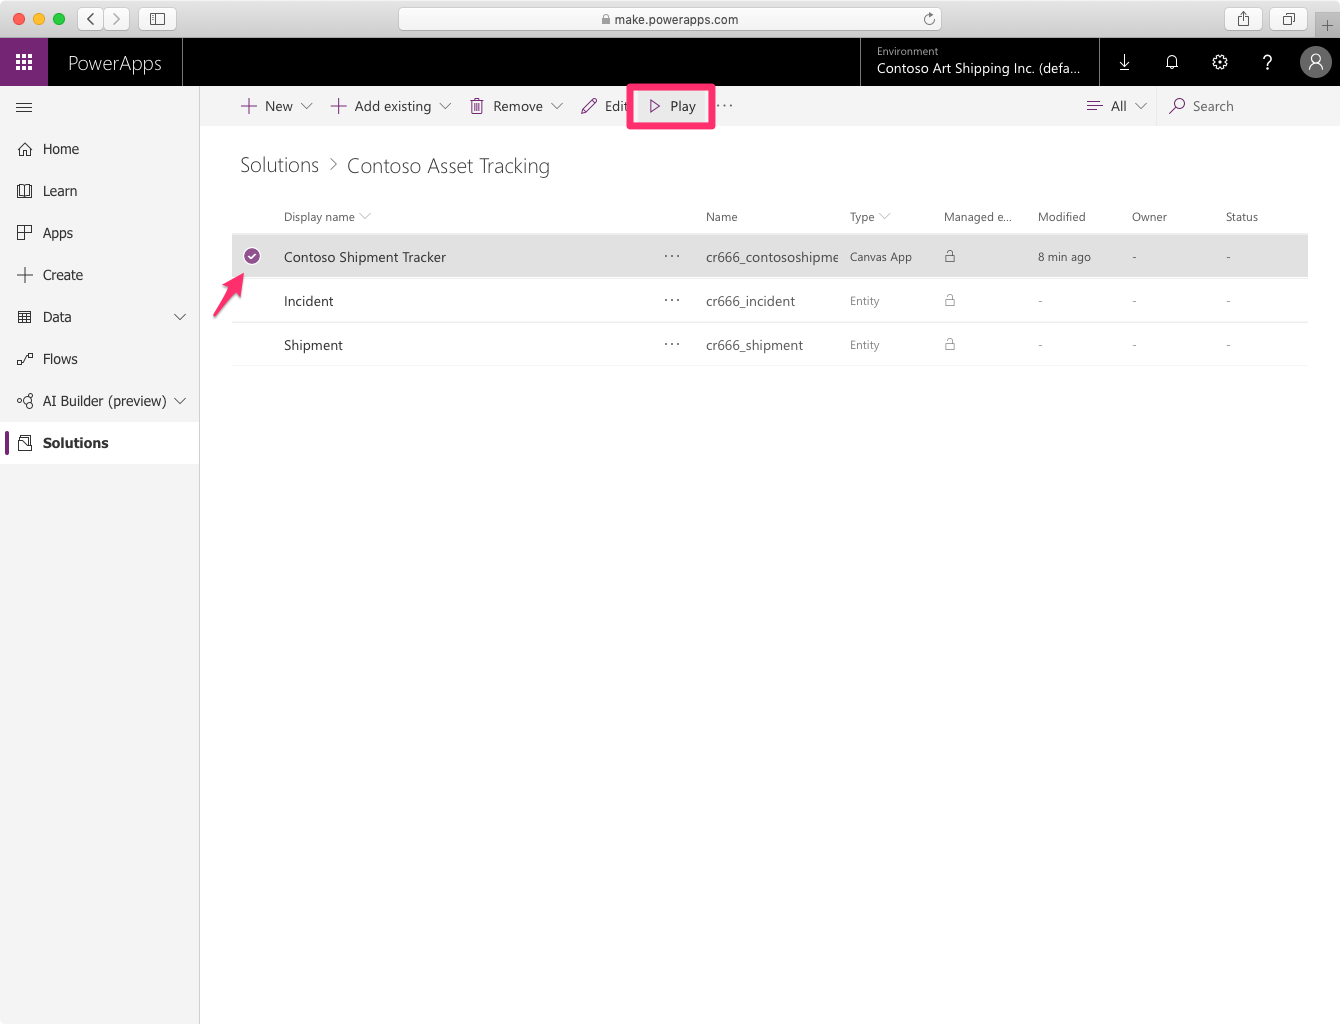 make.powerapps.com
PowerApps
Environment
Contoso Art Shipping Inc. (defa...
New
Add existing
Remove
Edit
Play
...
All
Search
Home
Learn
Apps
Create
Data
Flows
AI Builder (preview)
Solutions
Solutions > Contoso Asset Tracking
Display name Name Type Managed e... Modified Owner Status
Contoso Shipment Tracker ... cr666_contososhipme Canvas App 8 min ago - -
Incident ... cr666_incident Entity - - -
Shipment ... cr666_shipment Entity - - -